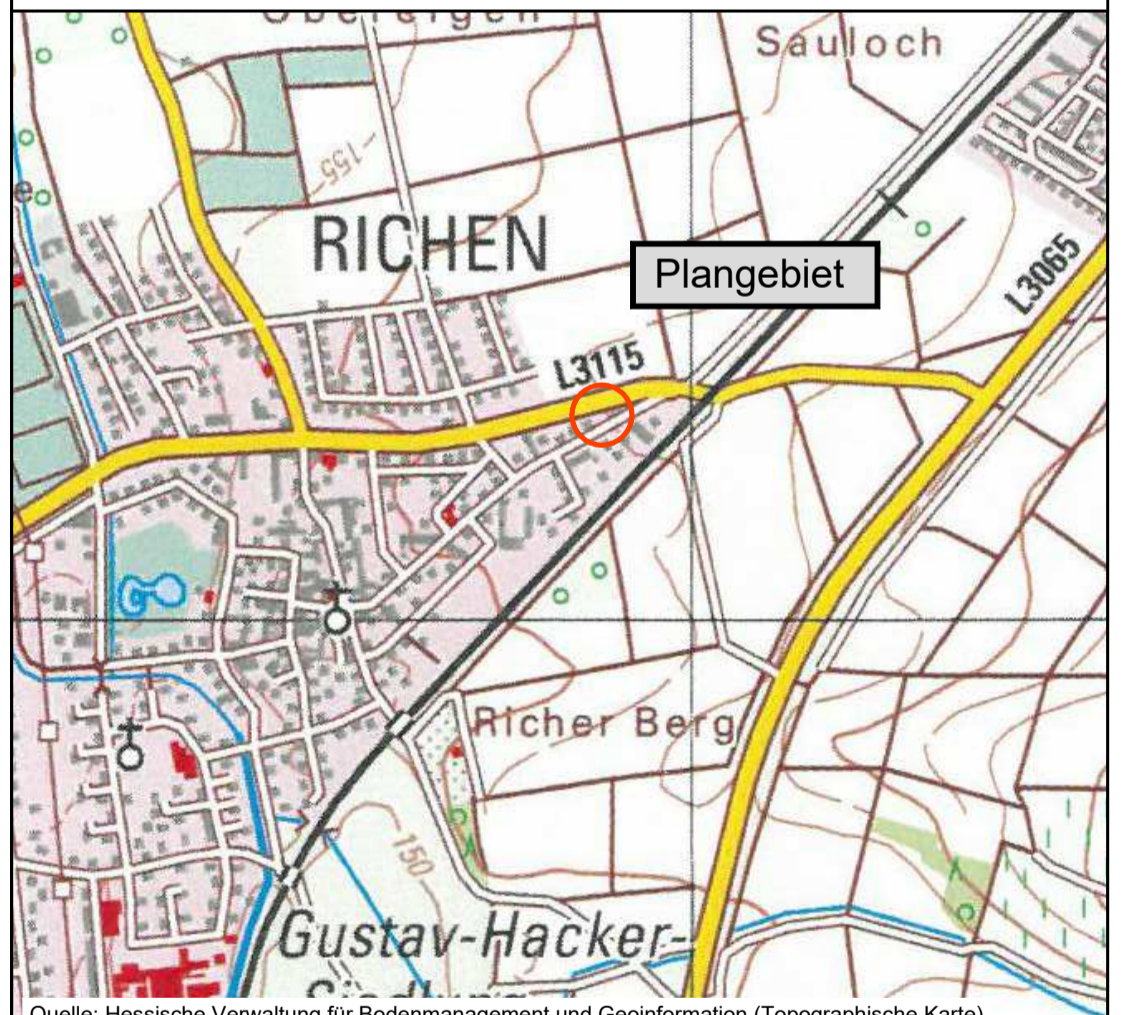 Sauloch
155
RICHEN
Plangebiet
L3065
L3115
Richer Berg
150
Gustav-Hacker-
Quelle: Hessische Verwaltung für Bodenmanagement und Geoinformation (Topographische Karte)